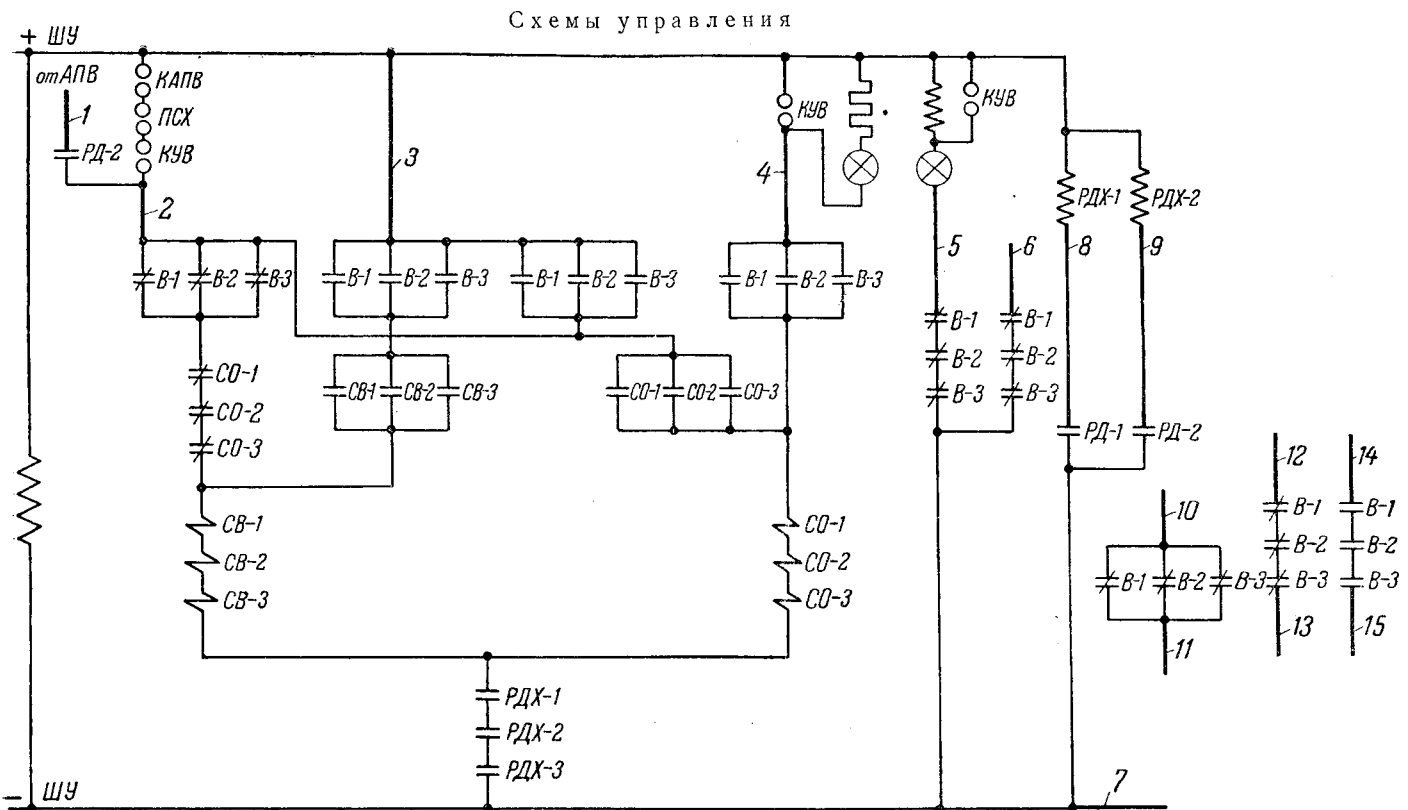 Схемы управления
+ ШУ
от АПВ
КАПВ
ПСХ
КУВ
КУВ
КУВ
1
РД-2
2
3
4
5
6
РДХ-1
РДХ-2
8
9
В-1 В-2 В-3
В-1 В-2 В-3
В-1 В-2 В-3
В-1 В-2 В-3
В-1
В-2
В-3
В-1
В-2
В-3
СО-1
СО-2
СО-3
СВ-1 СВ-2 СВ-3
СО-1 СО-2 СО-3
РД-1
РД-2
СВ-1
СВ-2
СВ-3
СО-1
СО-2
СО-3
10
В-1 В-2 В-3
11
12
В-1
В-2
В-3
13
14
В-1
В-2
В-3
15
РДХ-1
РДХ-2
РДХ-3
- ШУ
7